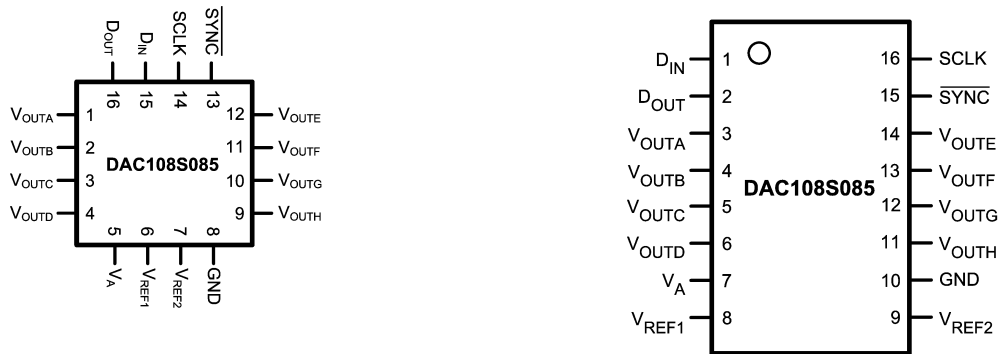 DOUT DIN SCLK SYNC
16 15 14 13
VOUTA 1 12 VOUTE
VOUTB 2 11 VOUTF
DAC108S085
VOUTC 3 10 VOUTG
VOUTD 4 9 VOUTH
5 6 7 8
VA VREF1 VREF2 GND
DIN 1 16 SCLK
DOUT 2 15 SYNC
VOUTA 3 14 VOUTE
VOUTB 4 13 VOUTF
DAC108S085
VOUTC 5 12 VOUTG
VOUTD 6 11 VOUTH
VA 7 10 GND
VREF1 8 9 VREF2